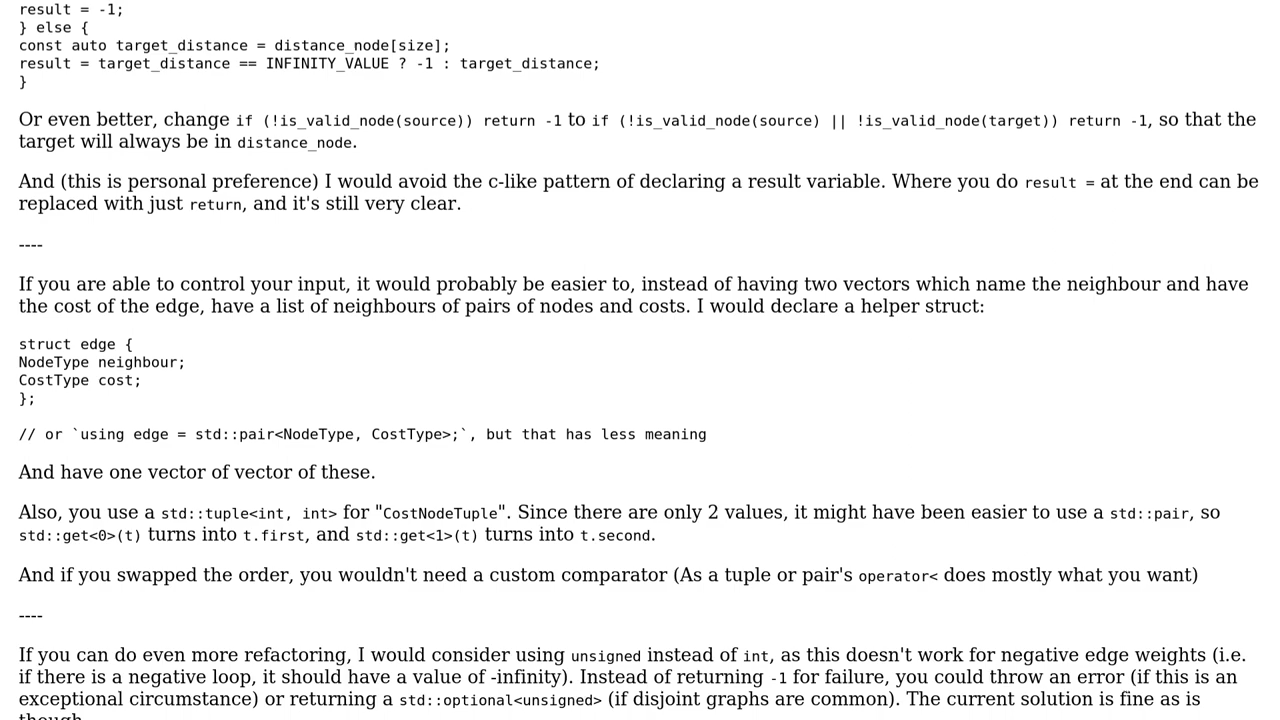 result = -1;
} else {
const auto target_distance = distance_node[size];
result = target_distance == INFINITY_VALUE ? -1 : target_distance;
}
Or even better, change if (!is_valid_node(source)) return -1 to if (!is_valid_node(source) || !is_valid_node(target)) return -1, so that the
target will always be in distance_node.
And (this is personal preference) I would avoid the c-like pattern of declaring a result variable. Where you do result = at the end can be
replaced with just return, and it's still very clear.
----
If you are able to control your input, it would probably be easier to, instead of having two vectors which name the neighbour and have
the cost of the edge, have a list of neighbours of pairs of nodes and costs. I would declare a helper struct:
struct edge {
NodeType neighbour;
CostType cost;
};
// or `using edge = std::pair<NodeType, CostType>;`, but that has less meaning
And have one vector of vector of these.
Also, you use a std::tuple<int, int> for "CostNodeTuple". Since there are only 2 values, it might have been easier to use a std::pair, so
std::get<0>(t) turns into t.first, and std::get<1>(t) turns into t.second.
And if you swapped the order, you wouldn't need a custom comparator (As a tuple or pair's operator< does mostly what you want)
----
If you can do even more refactoring, I would consider using unsigned instead of int, as this doesn't work for negative edge weights (i.e.
if there is a negative loop, it should have a value of -infinity). Instead of returning -1 for failure, you could throw an error (if this is an
exceptional circumstance) or returning a std::optional<unsigned> (if disjoint graphs are common). The current solution is fine as is
though.